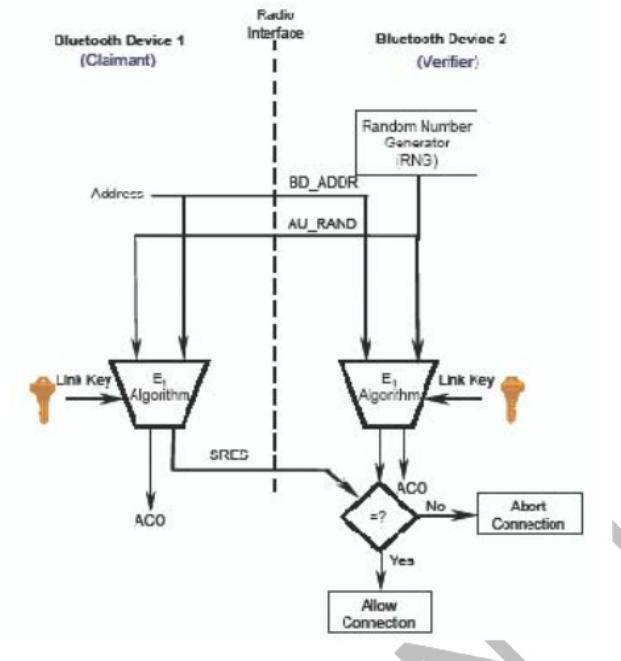 Radio
Interface
Bluetooth Device 1
(Claimant)
Bluetooth Device 2
(Verifier)
Random Number
Generator
(RNG)
Address
BD_ADDR
AU_RAND
Link Key
E1
Algorithm
E1
Algorithm
Link Key
SRES
ACO
ACO
=?
No
Abort
Connection
Yes
Allow
Connection